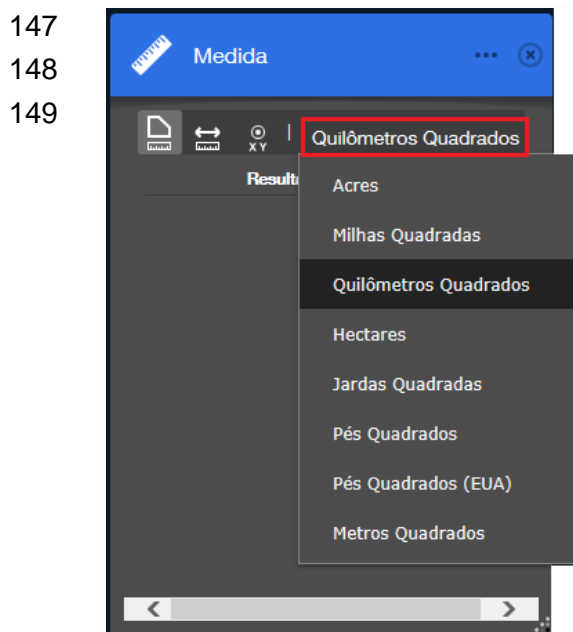 147
148
149
Medida
X Y
Quilômetros Quadrados
Acres
Milhas Quadradas
Quilômetros Quadrados
Hectares
Jardas Quadradas
Pés Quadrados
Pés Quadrados (EUA)
Metros Quadrados